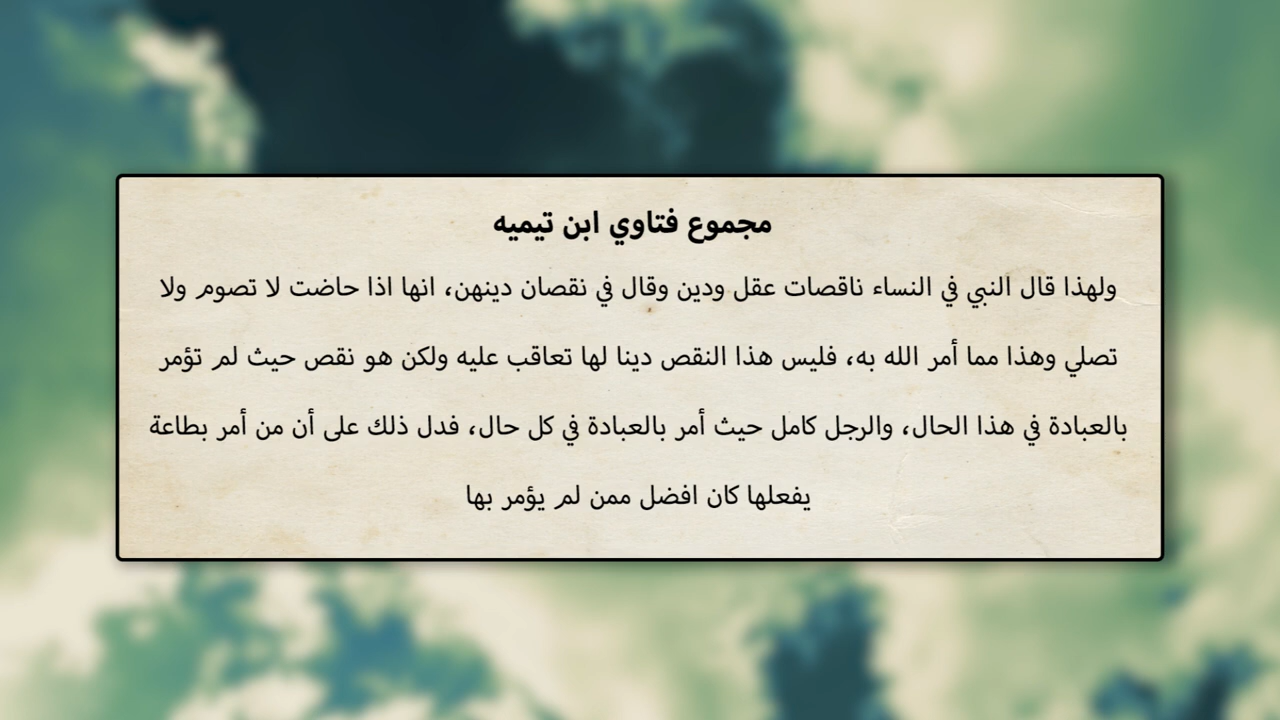 مجموع فتاوي ابن تيميه
ولهذا قال النبي في النساء ناقصات عقل ودين وقال في نقصان دينهن، انها اذا حاضت لا تصوم ولا
تصلي وهذا مما أمر الله به، فليس هذا النقص دينا لها تعاقب عليه ولكن هو نقص حيث لم تؤمر
بالعبادة في هذا الحال، والرجل كامل حيث أمر بالعبادة في كل حال، فدل ذلك على أن من أمر بطاعة
يفعلها كان افضل ممن لم يؤمر بها